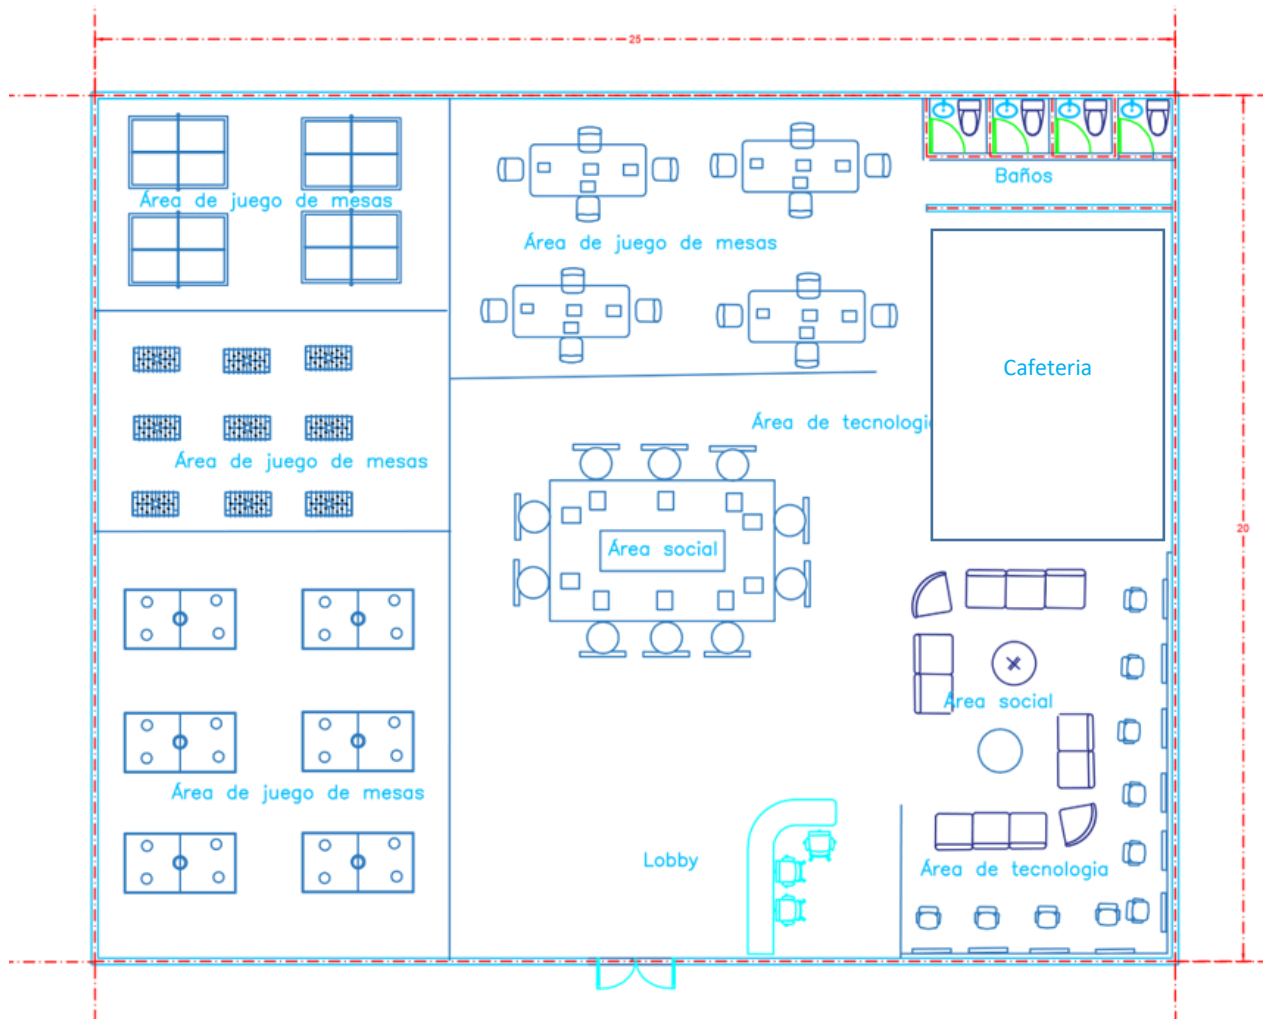 25
Baños
Área de juego de mesas
Área de juego de mesas
Cafeteria
Área de tecnologi
Área de juego de mesas
20
Área social
Área social
Área de juego de mesas
Lobby
Área de tecnologia